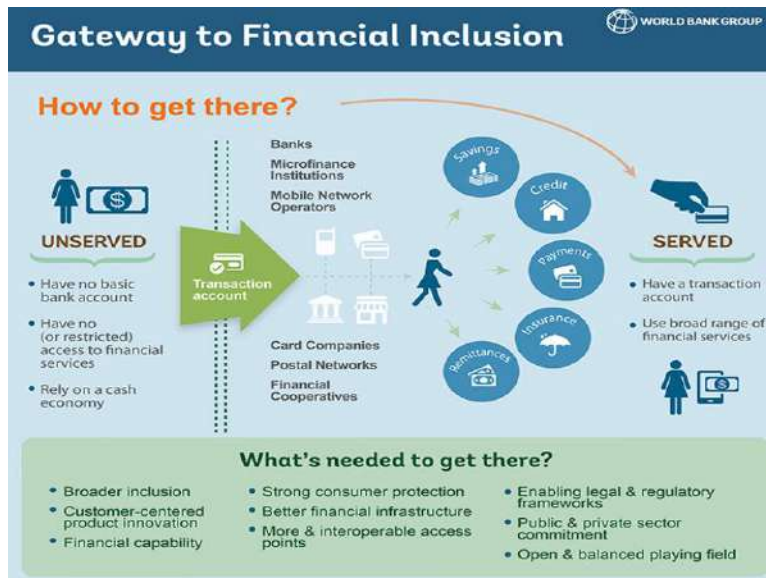 Gateway to Financial Inclusion
WORLD BANK GROUP
How to get there?
UNSERVED
• Have no basic
bank account
• Have no
(or restricted)
access to financial
services
• Rely on a cash
economy
Transaction
account
Banks
Microfinance
Institutions
Mobile Network
Operators
Card Companies
Postal Networks
Financial
Cooperatives
Savings
Credit
Payments
Insurance
Remittances
SERVED
• Have a transaction
account
• Use broad range of
financial services
What's needed to get there?
• Broader inclusion
• Customer-centered
product innovation
• Financial capability
• Strong consumer protection
• Better financial infrastructure
• More & interoperable access
points
• Enabling legal & regulatory
frameworks
• Public & private sector
commitment
• Open & balanced playing field